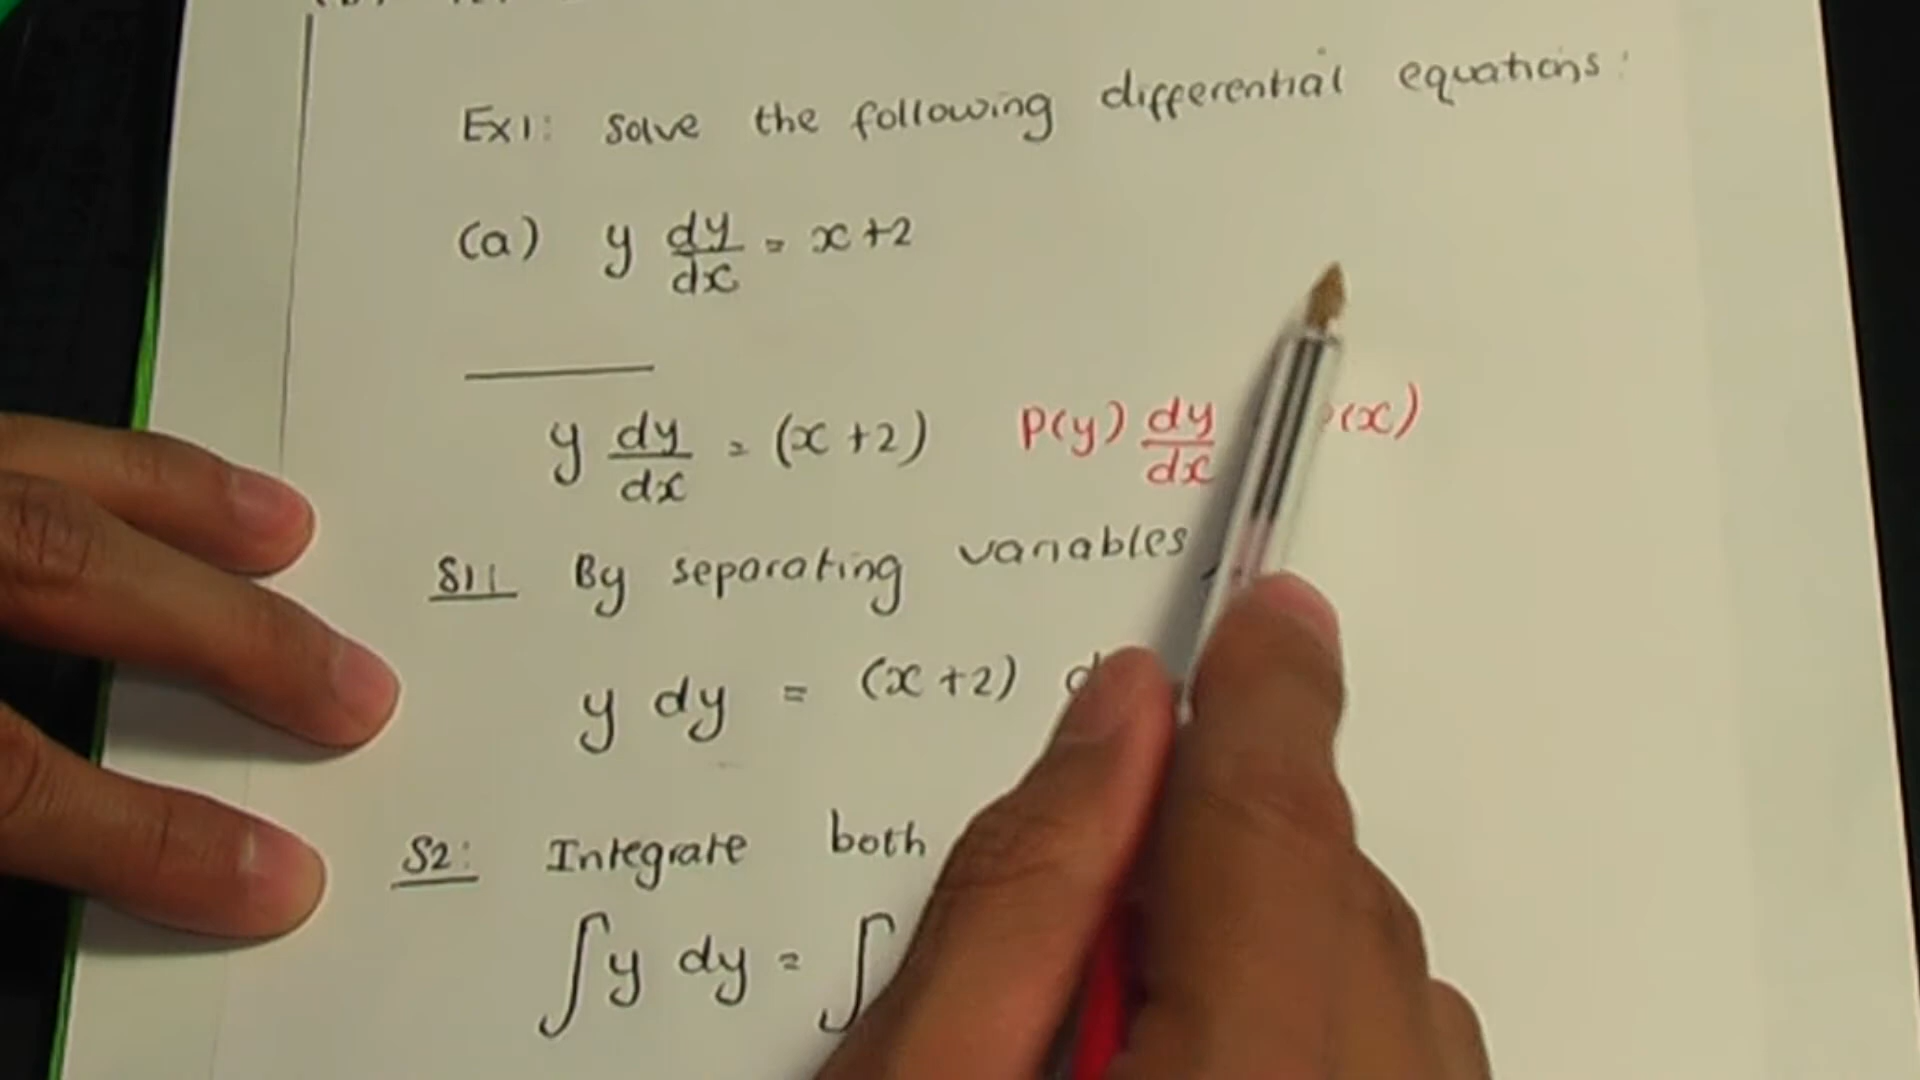 Ex1: Solve the following differential equations:
(a) y dy/dx = x+2
y dy/dx = (x+2) P(y) dy/dx (x)
S1: By separating variables
y dy = (x+2)
S2: Integrate both
∫y dy = ∫